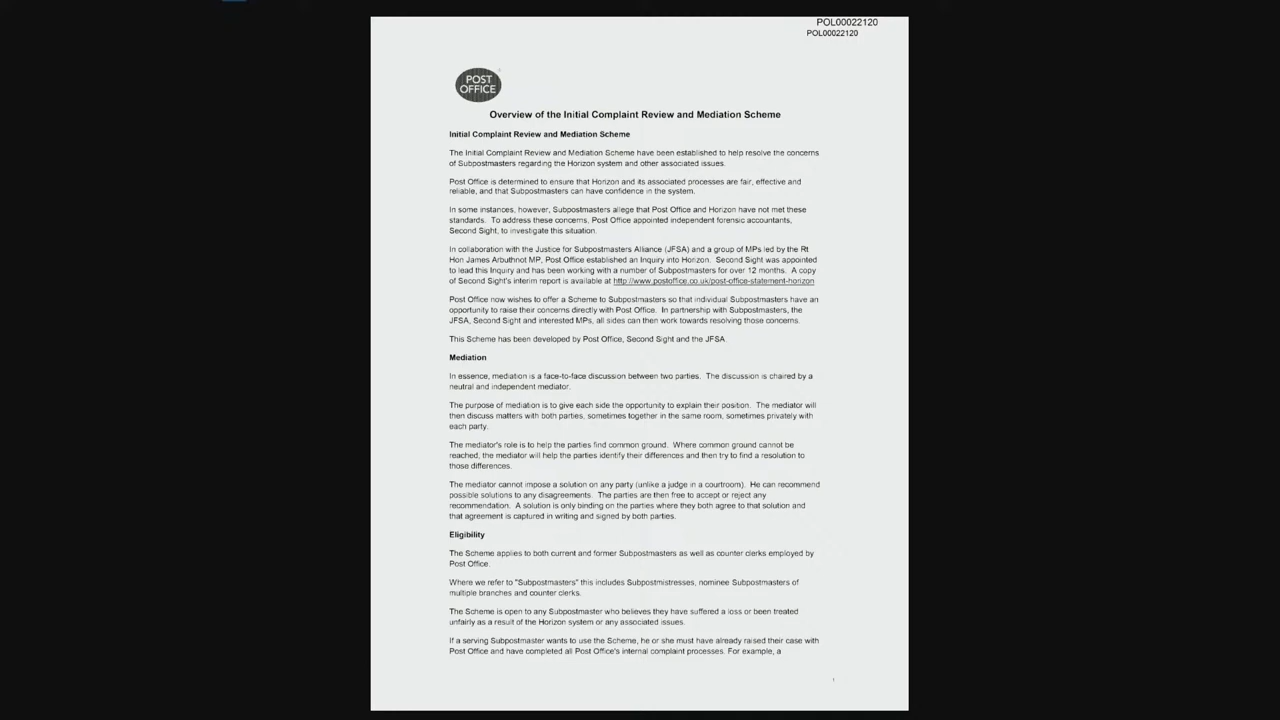 POL00022120
POL00022120
POST
OFFICE
Overview of the Initial Complaint Review and Mediation Scheme
Initial Complaint Review and Mediation Scheme
The Initial Complaint Review and Mediation Scheme have been established to help resolve the concerns
of Subpostmasters regarding the Horizon system and other associated issues.
Post Office is determined to ensure that Horizon and its associated processes are fair, effective and
reliable, and that Subpostmasters can have confidence in the system.
In some instances, however, Subpostmasters allege that Post Office and Horizon have not met these
standards. To address these concerns, Post Office appointed independent forensic accountants,
Second Sight, to investigate this situation.
In collaboration with the Justice for Subpostmasters Alliance (JFSA) and a group of MPs led by the Rt
Hon James Arbuthnot MP, Post Office established an Inquiry into Horizon. Second Sight was appointed
to lead this Inquiry and has been working with a number of Subpostmasters for over 12 months. A copy
of Second Sight's interim report is available at http://www.postoffice.co.uk/post-office-statement-horizon
Post Office now wishes to offer a Scheme to Subpostmasters so that individual Subpostmasters have an
opportunity to raise their concerns directly with Post Office. In partnership with Subpostmasters, the
JFSA, Second Sight and interested MPs, all sides can then work towards resolving those concerns.
This Scheme has been developed by Post Office, Second Sight and the JFSA.
Mediation
In essence, mediation is a face-to-face discussion between two parties. The discussion is chaired by a
neutral and independent mediator.
The purpose of mediation is to give each side the opportunity to explain their position. The mediator will
then discuss matters with both parties, sometimes together in the same room, sometimes privately with
each party.
The mediator's role is to help the parties find common ground. Where common ground cannot be
reached, the mediator will help the parties identify their differences and then try to find a resolution to
those differences.
The mediator cannot impose a solution on any party (unlike a judge in a courtroom). He can recommend
possible solutions to any disagreements. The parties are then free to accept or reject any
recommendation. A solution is only binding on the parties where they both agree to that solution and
that agreement is captured in writing and signed by both parties.
Eligibility
The Scheme applies to both current and former Subpostmasters as well as counter clerks employed by
Post Office.
Where we refer to "Subpostmasters" this includes Subpostmistresses, nominee Subpostmasters of
multiple branches and counter clerks.
The Scheme is open to any Subpostmaster who believes they have suffered a loss or been treated
unfairly as a result of the Horizon system or any associated issues.
If a serving Subpostmaster wants to use the Scheme, he or she must have already raised their case with
Post Office and have completed all Post Office's internal complaint processes. For example, a
1